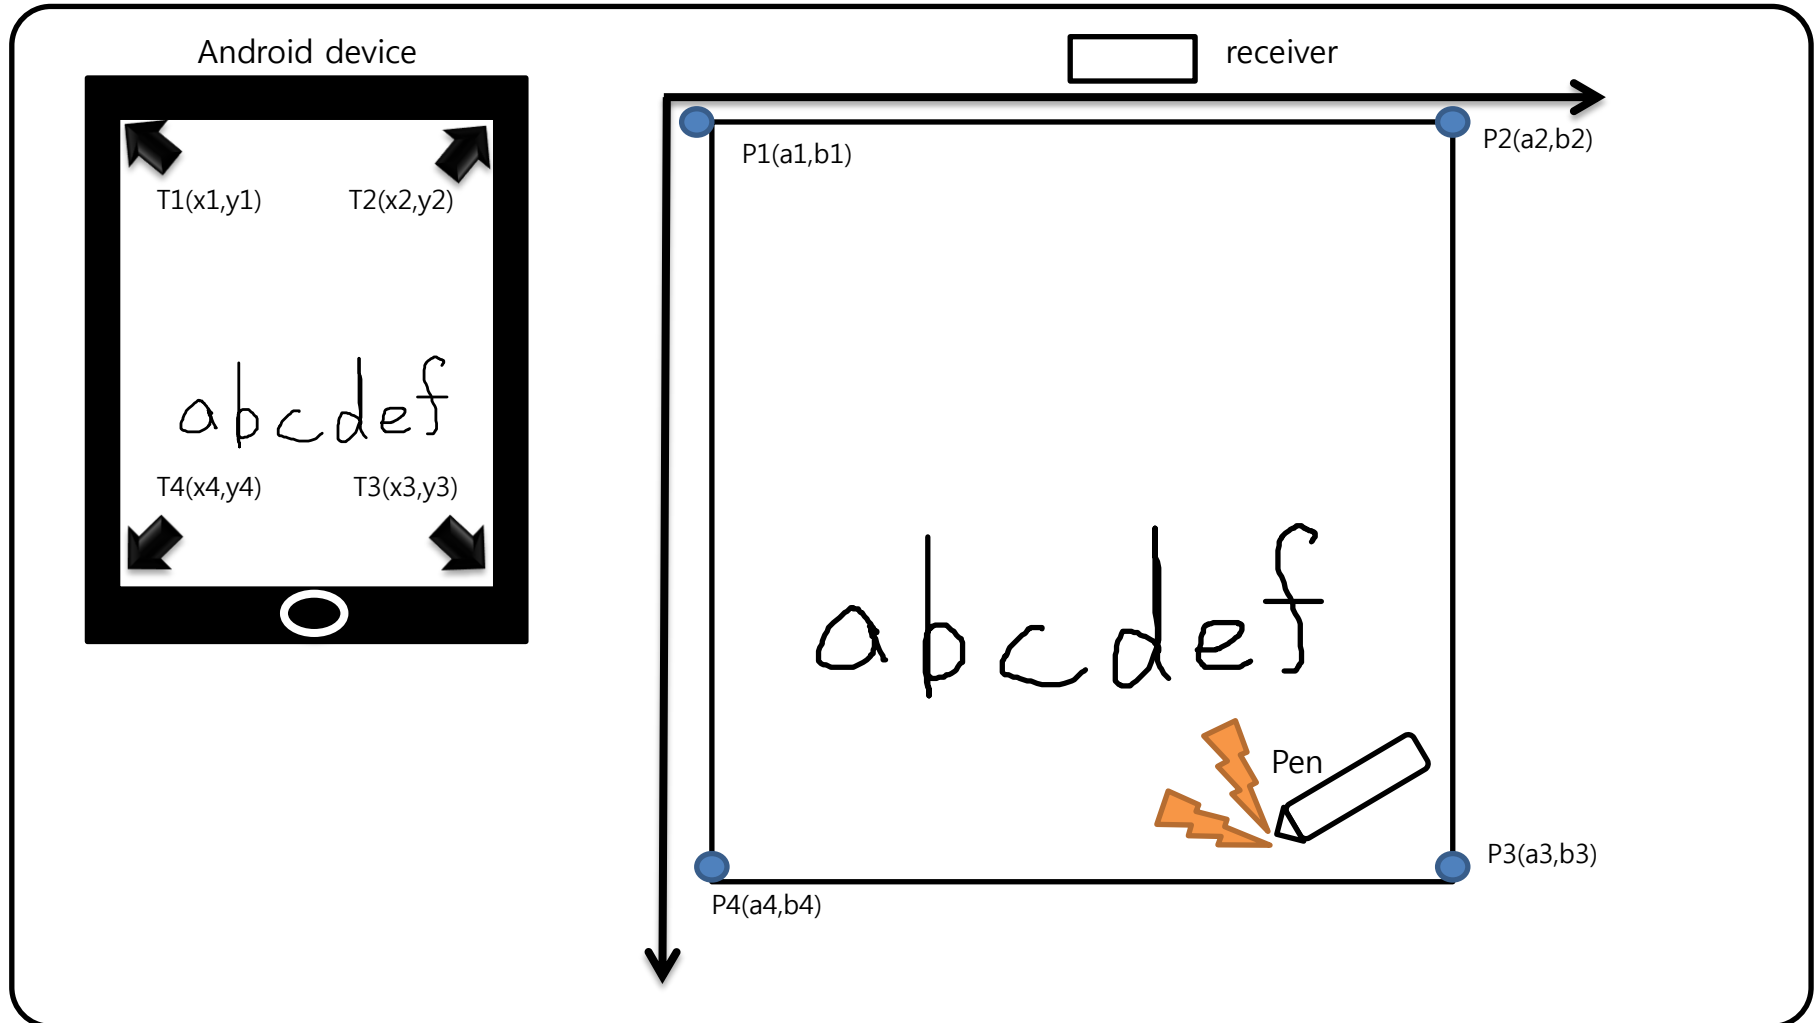 Android device
receiver
P1(a1,b1)
P2(a2,b2)
T1(x1,y1)
T2(x2,y2)
abcdef
T4(x4,y4)
T3(x3,y3)
abcdef
Pen
P3(a3,b3)
P4(a4,b4)